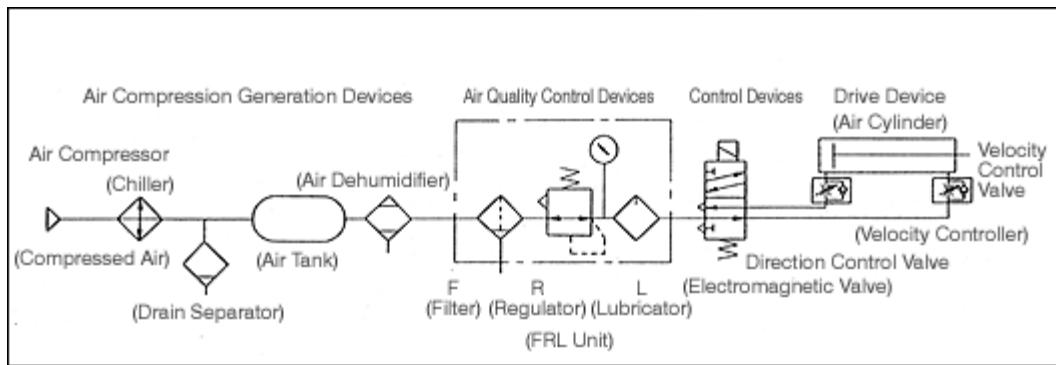 Air Compression Generation Devices
Air Quality Control Devices
Control Devices
Drive Device
(Air Cylinder)
Air Compressor
(Chiller)
(Air Dehumidifier)
Velocity
Control
Valve
(Compressed Air)
(Air Tank)
(Drain Separator)
F
R
L
(Filter)
(Regulator)
(Lubricator)
(FRL Unit)
(Velocity Controller)
Direction Control Valve
(Electromagnetic Valve)